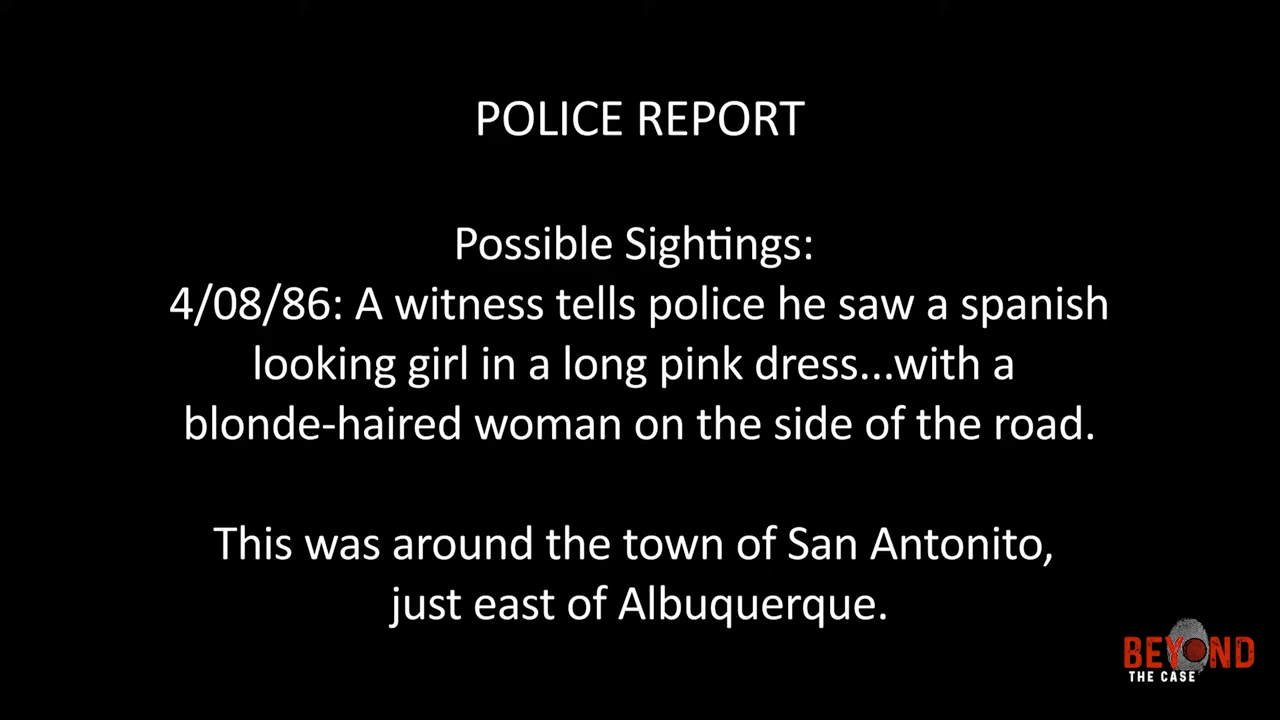 POLICE REPORT
Possible Sightings:
4/08/86: A witness tells police he saw a spanish
looking girl in a long pink dress...with a
blonde-haired woman on the side of the road.
This was around the town of San Antonito,
just east of Albuquerque.
BEYOND
THE CASE